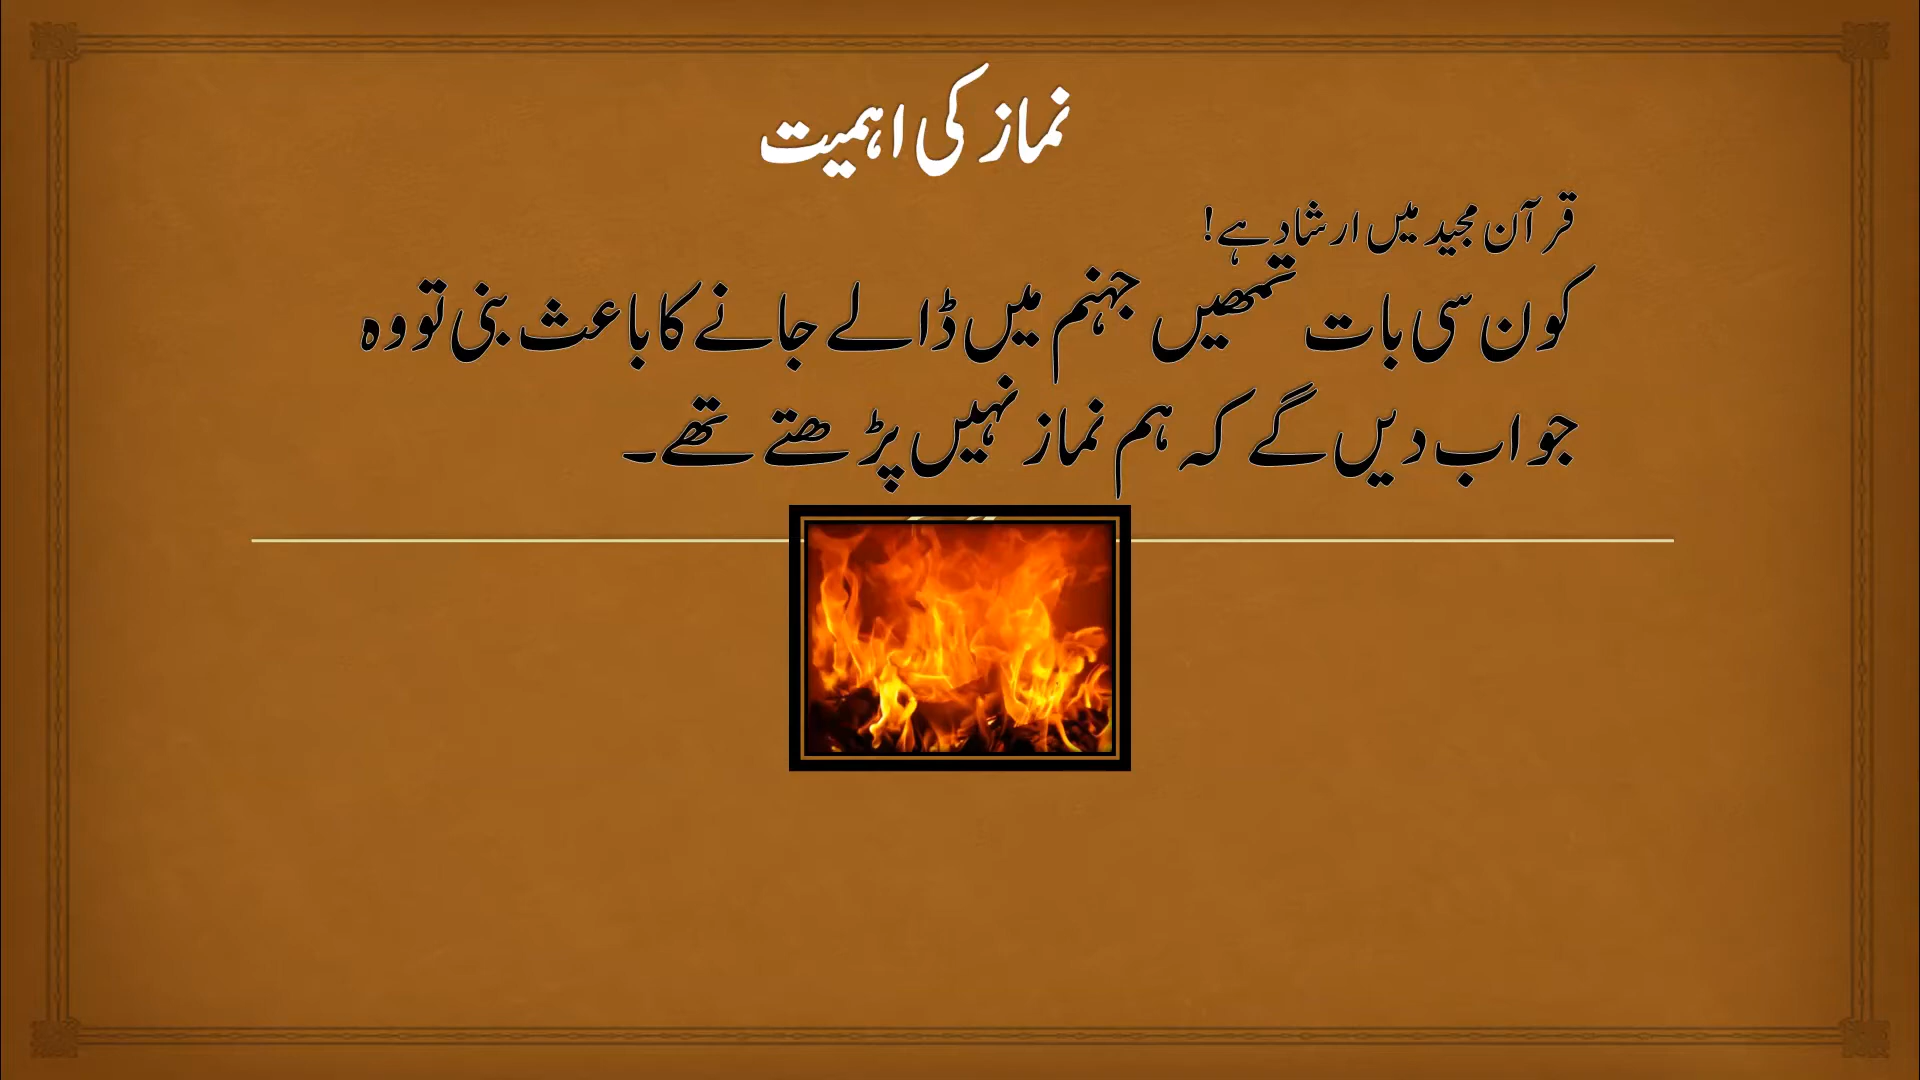 نماز کی اہمیت
قرآن مجید میں ارشاد ہے!
کون سی بات تمھیں جہنم میں ڈالے جانے کا باعث بنی تو وہ
جواب دیں گے کہ ہم نماز نہیں پڑھتے تھے۔